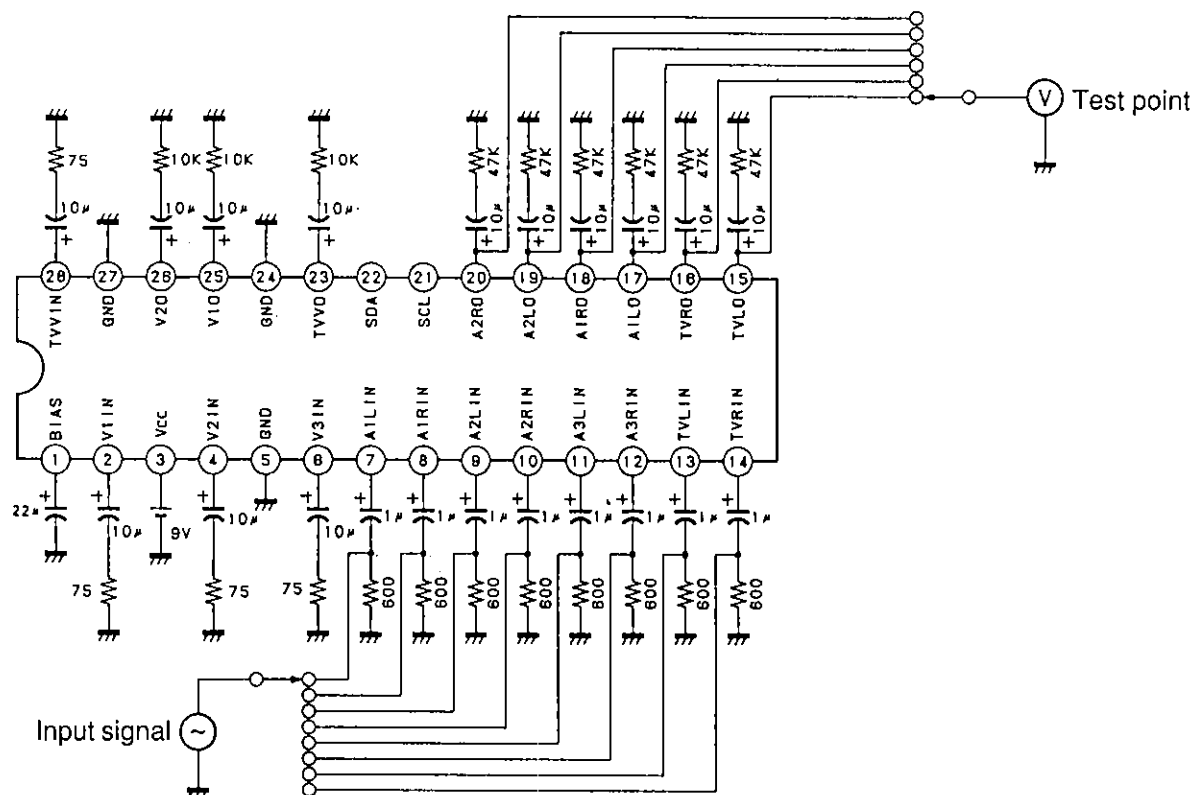 Test point
V
75 10K 10K 10K 47K 47K 47K 47K 47K 47K
10μ 10μ 10μ 10μ 10μ 10μ 10μ 10μ 10μ 10μ
+ + + + + + + + + +
28 27 26 25 24 23 22 21 20 19 18 17 16 15
TVVIN GND V2O V1O GND TVVO SDA SCL A2RO A2LO A1RO A1LO TVRO TVLO
BIAS V1IN Vcc V2IN GND V3IN A1LIN A1RIN A2LIN A2RIN A3LIN A3RIN TVLIN TVRIN
1 2 3 4 5 6 7 8 9 10 11 12 13 14
+ + + + + + + + + + + +
22μ 10μ 9V 10μ 10μ 1μ 1μ 1μ 1μ 1μ 1μ 1μ 1μ
75 75 75 600 600 600 600 600 600 600 600
Input signal
~